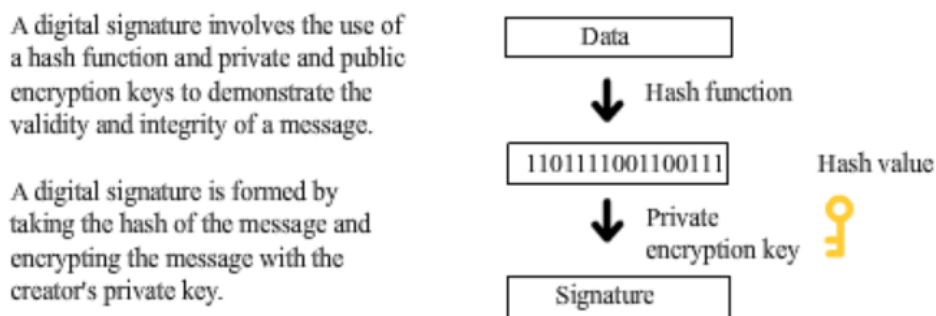 A digital signature involves the use of
a hash function and private and public
encryption keys to demonstrate the
validity and integrity of a message.
A digital signature is formed by
taking the hash of the message and
encrypting the message with the
creator's private key.
Data
Hash function
1101111001100111
Hash value
Private
encryption key
Signature